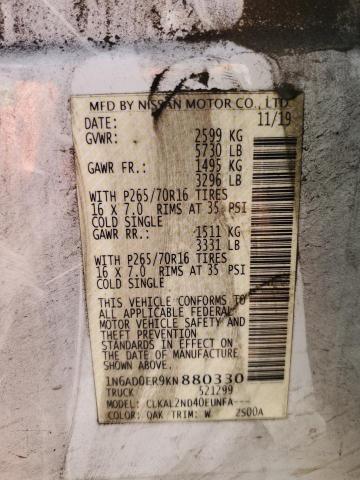 MFD BY NISSAN MOTOR CO., LTD.
DATE: 11/19
GVWR: 2599 KG
5730 LB
GAWR FR.: 1495 KG
3296 LB
WITH P265/70R16 TIRES
16 X 7.0 RIMS AT 35 PSI
COLD SINGLE
GAWR RR.: 1511 KG
3331 LB
WITH P265/70R16 TIRES
16 X 7.0 RIMS AT 35 PSI
COLD SINGLE
THIS VEHICLE CONFORMS TO
ALL APPLICABLE FEDERAL
MOTOR VEHICLE SAFETY AND
THEFT PREVENTION
STANDARDS IN EFFECT ON
THE DATE OF MANUFACTURE
SHOWN ABOVE.
1N6AD0ER9KN880330
TRUCK 521299
MODEL: CLKAL2ND40EUNFA---
COLOR: QAK TRIM: W 2S00A